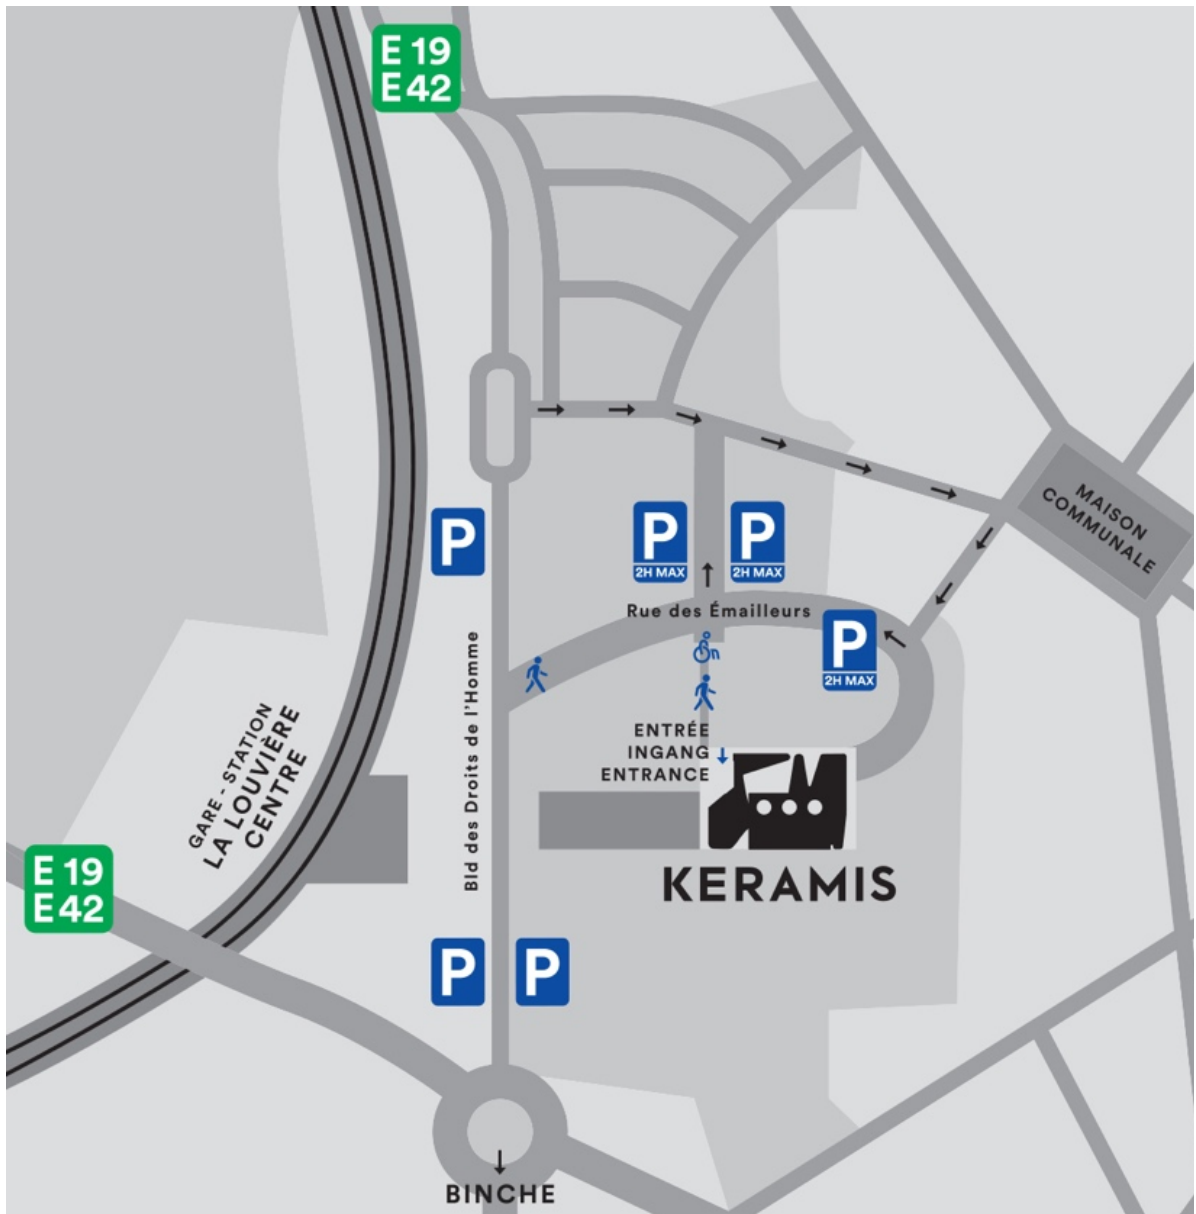 E 19
E 42
P
P
2H MAX
P
2H MAX
MAISON
COMMUNALE
Rue des Émailleurs
P
2H MAX
Bld des Droits de l'Homme
GARE - STATION
LA LOUVIÈRE
CENTRE
ENTRÉE
INGANG
ENTRANCE
E 19
E 42
KERAMIS
P
P
BINCHE